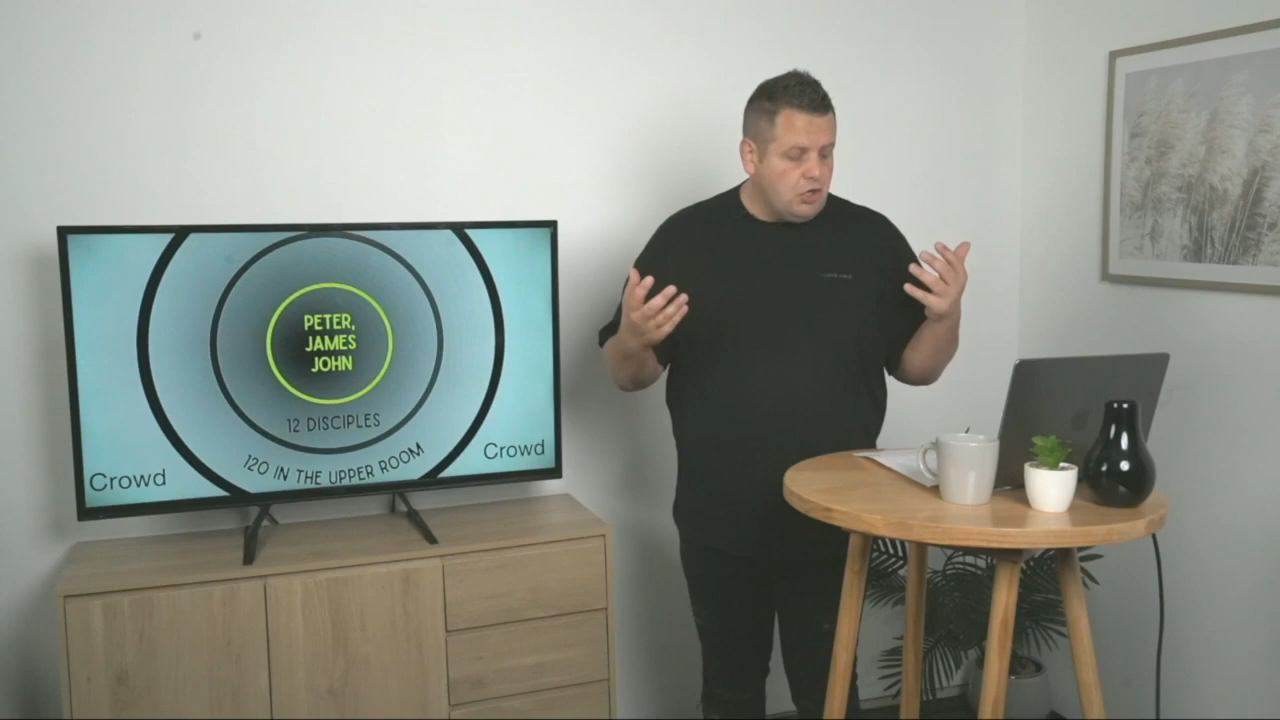 PETER,
JAMES
JOHN
12 DISCIPLES
120 IN THE UPPER ROOM
Crowd
Crowd